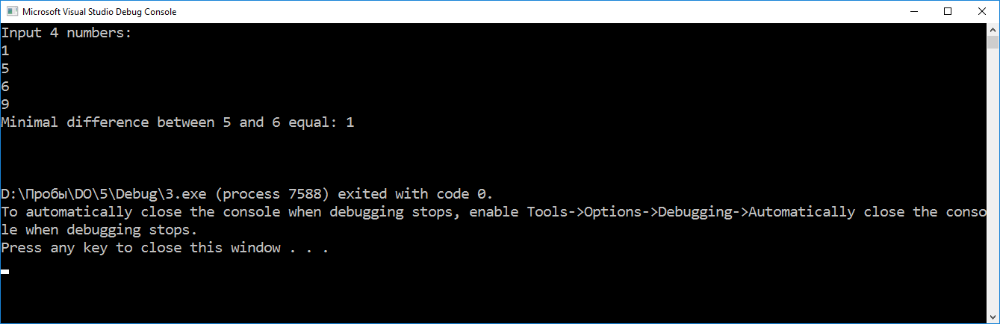 Microsoft Visual Studio Debug Console
Input 4 numbers:
1
5
6
9
Minimal difference between 5 and 6 equal: 1
D:\Пробы\DO\5\Debug\3.exe (process 7588) exited with code 0.
To automatically close the console when debugging stops, enable Tools->Options->Debugging->Automatically close the conso
le when debugging stops.
Press any key to close this window . . .